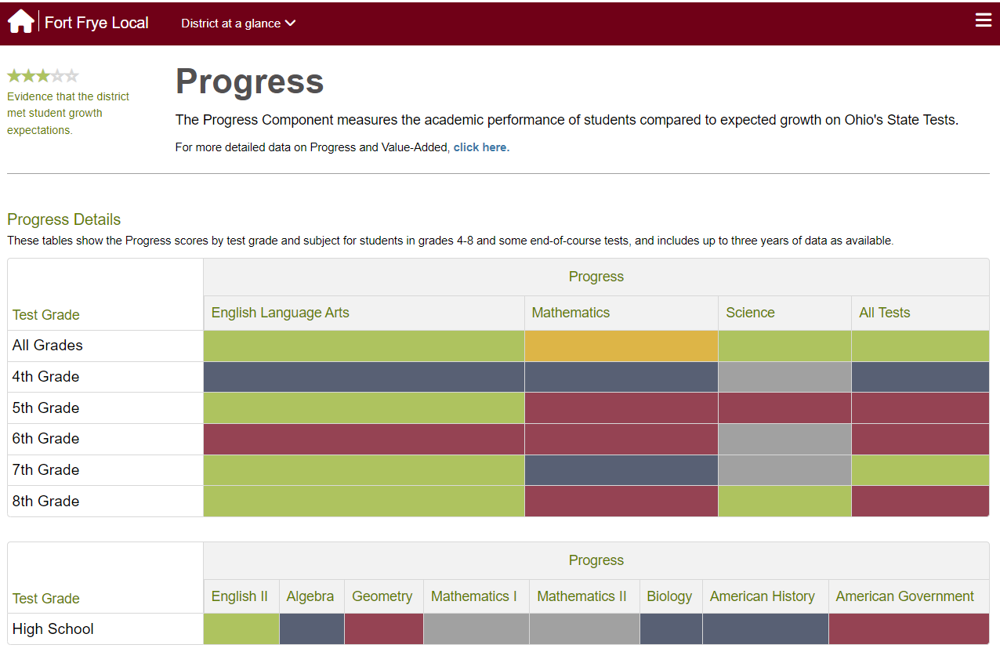 Fort Frye Local
District at a glance
Evidence that the district
met student growth
expectations.
Progress
The Progress Component measures the academic performance of students compared to expected growth on Ohio's State Tests.
For more detailed data on Progress and Value-Added, click here.
Progress Details
These tables show the Progress scores by test grade and subject for students in grades 4-8 and some end-of-course tests, and includes up to three years of data as available.
Progress
Test Grade English Language Arts Mathematics Science All Tests
All Grades
4th Grade
5th Grade
6th Grade
7th Grade
8th Grade
Progress
Test Grade English II Algebra Geometry Mathematics I Mathematics II Biology American History American Government
High School